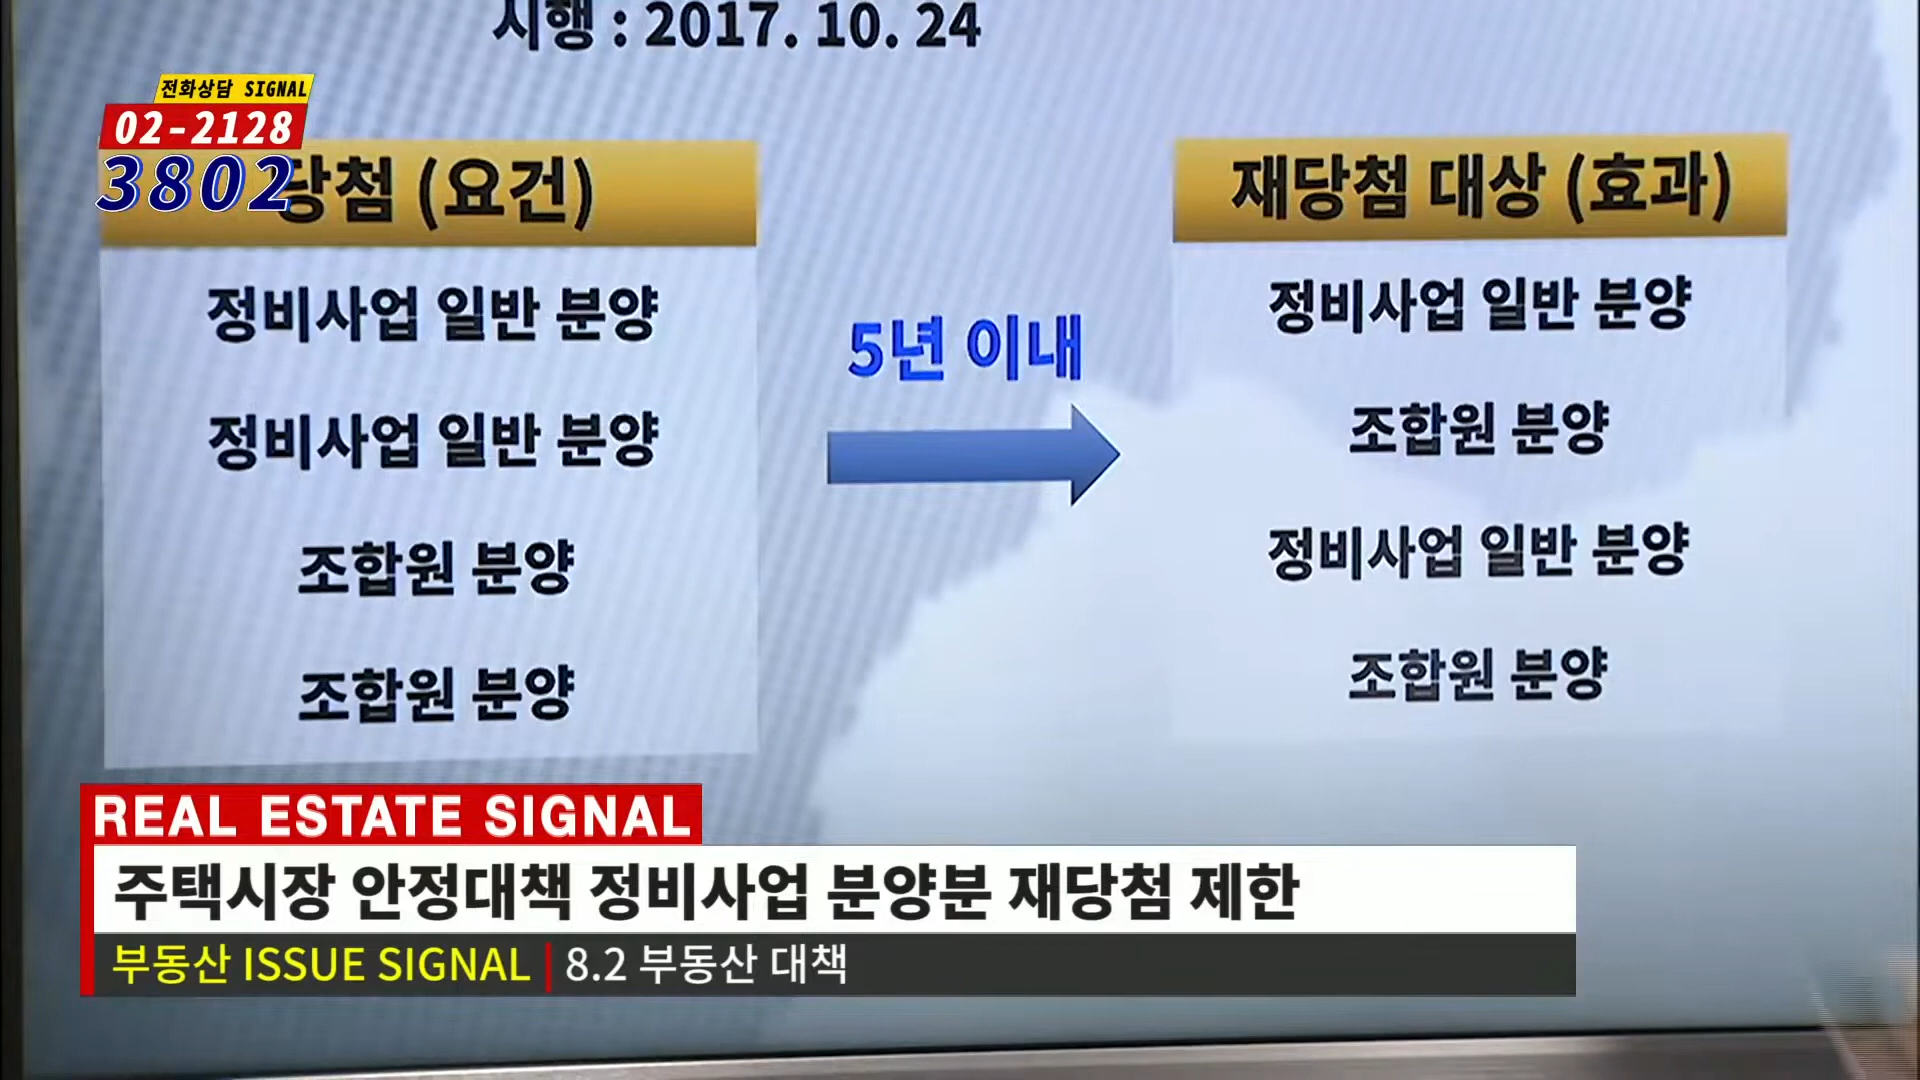 시행 : 2017. 10. 24
전화상담 SIGNAL
02-2128
3802
당첨 (요건)
재당첨 대상 (효과)
정비사업 일반 분양
정비사업 일반 분양
조합원 분양
조합원 분양
5년 이내
정비사업 일반 분양
조합원 분양
정비사업 일반 분양
조합원 분양
REAL ESTATE SIGNAL
주택시장 안정대책 정비사업 분양분 재당첨 제한
부동산 ISSUE SIGNAL | 8.2 부동산 대책